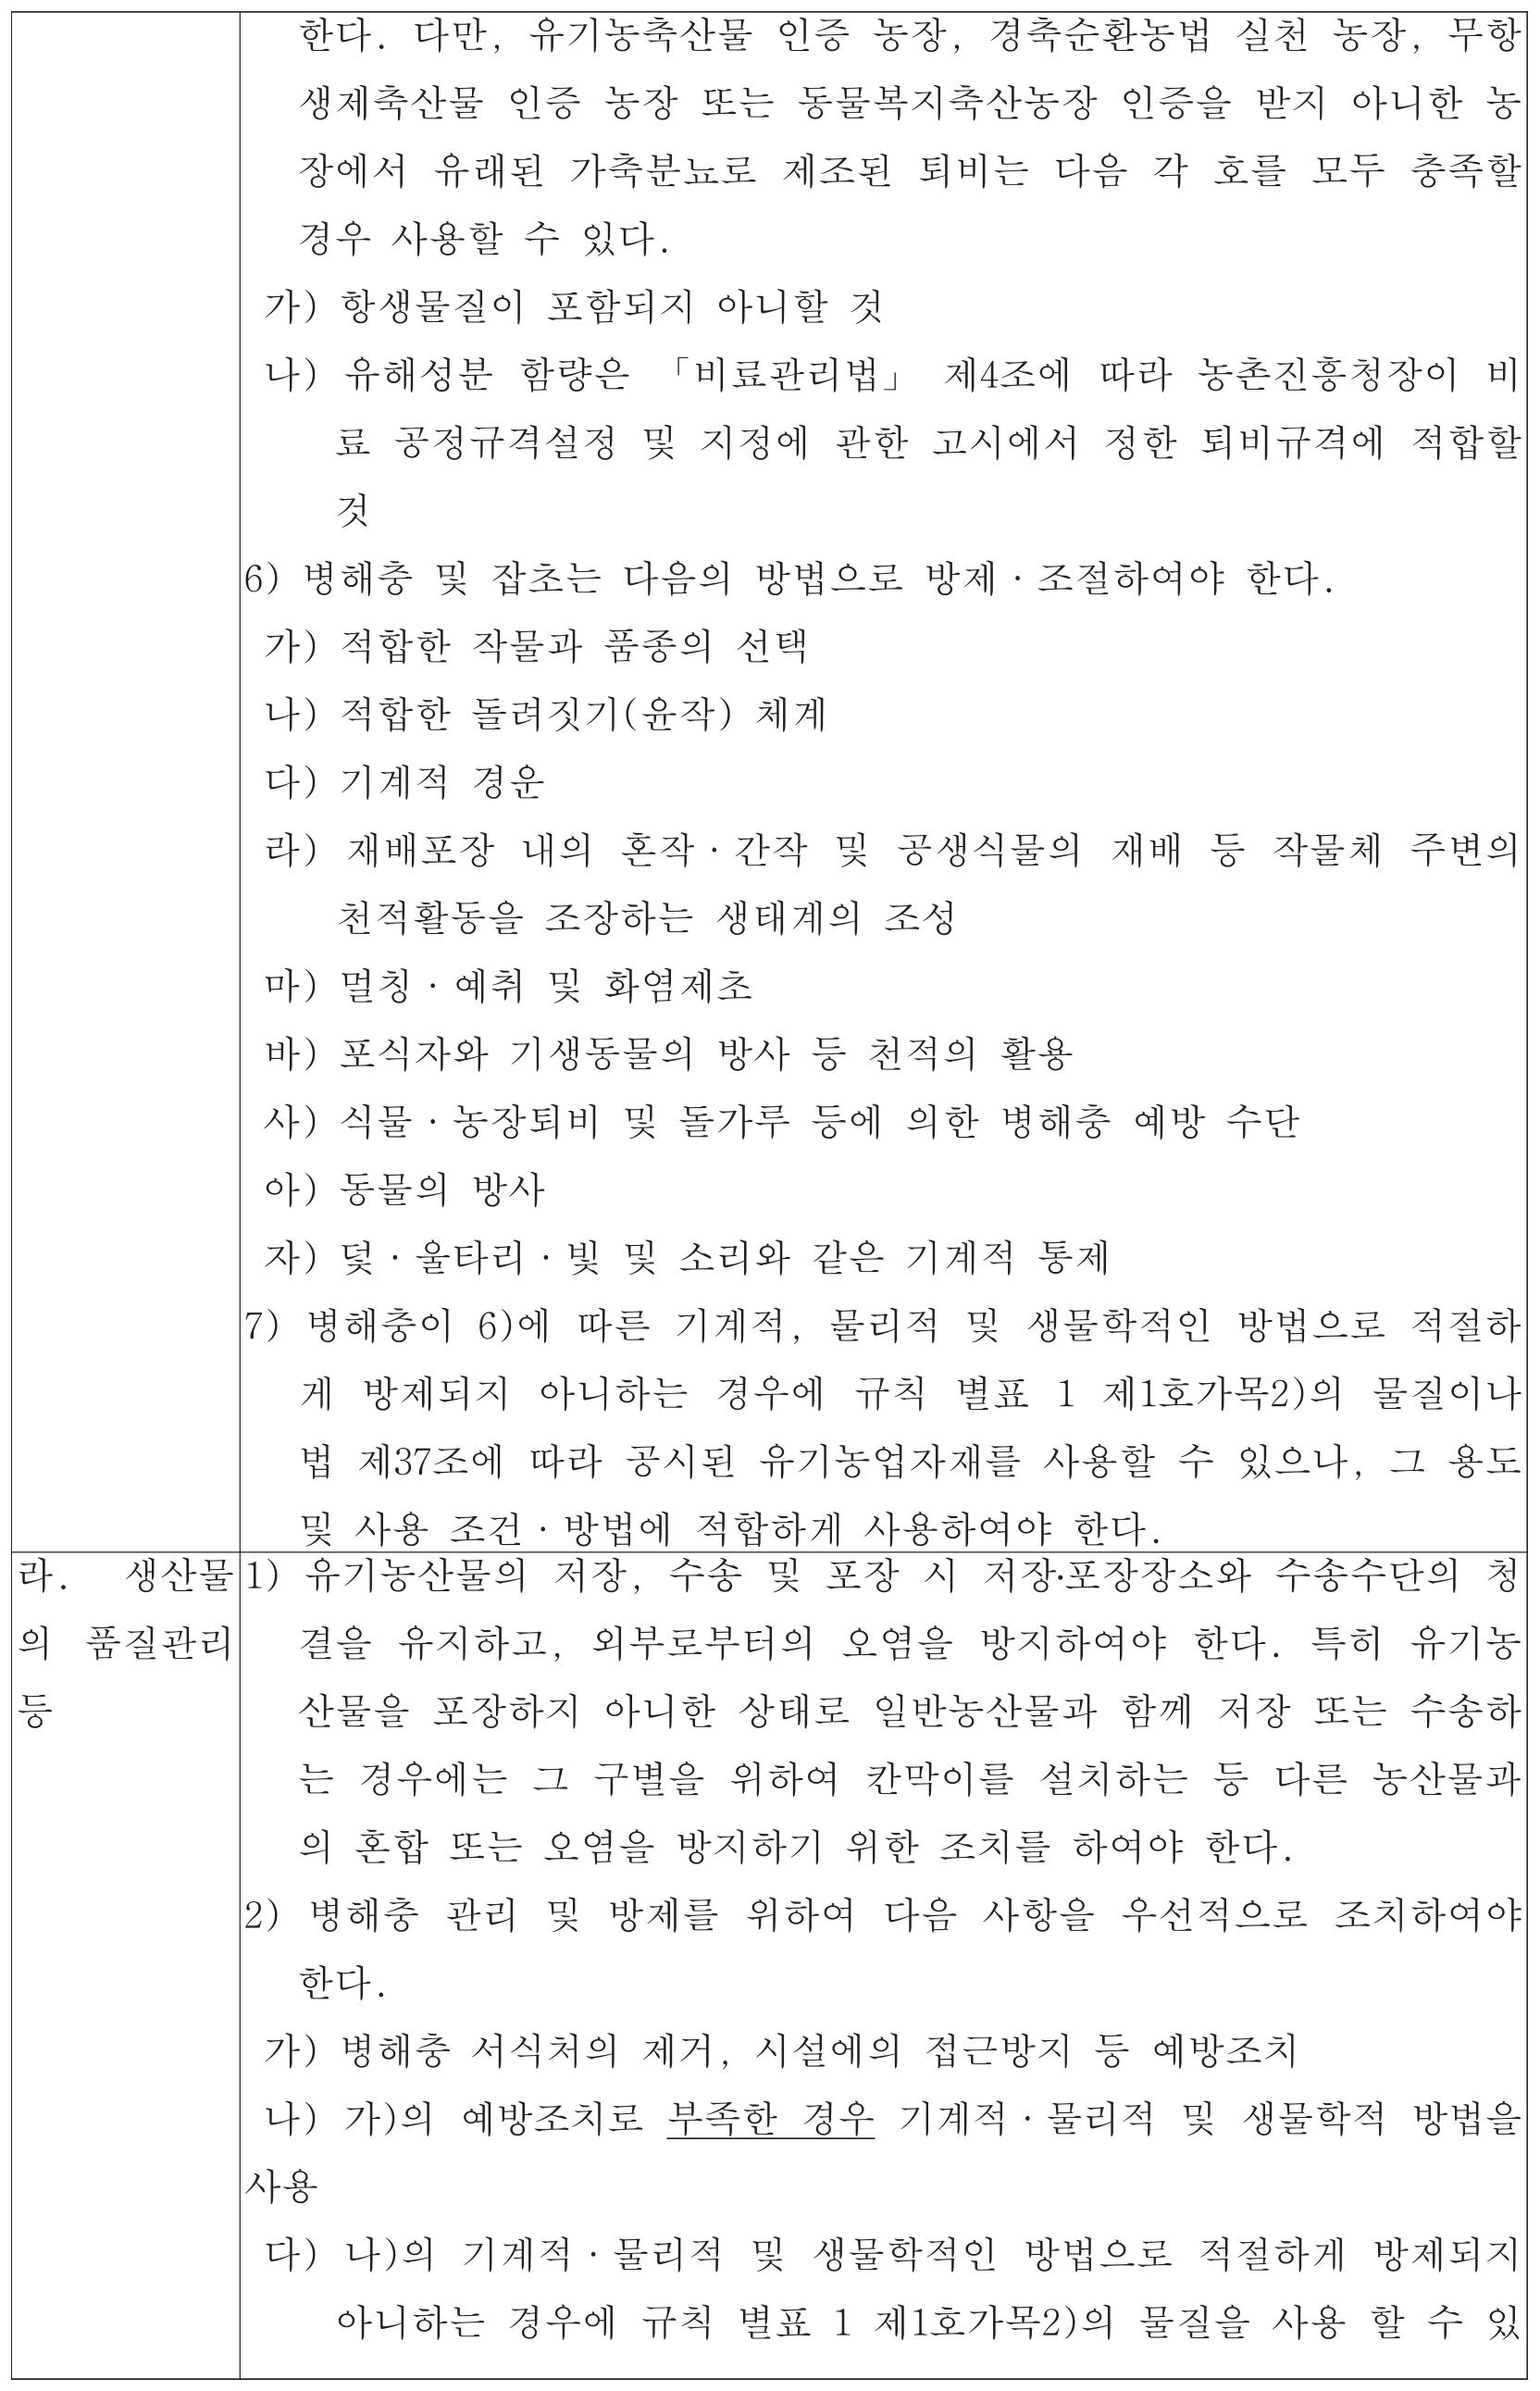 한다. 다만, 유기농축산물 인증 농장, 경축순환농법 실천 농장, 무항
생제축산물 인증 농장 또는 동물복지축산농장 인증을 받지 아니한 농
장에서 유래된 가축분뇨로 제조된 퇴비는 다음 각 호를 모두 충족할
경우 사용할 수 있다.
가) 항생물질이 포함되지 아니할 것
나) 유해성분 함량은 「비료관리법」 제4조에 따라 농촌진흥청장이 비
료 공정규격설정 및 지정에 관한 고시에서 정한 퇴비규격에 적합할
것
6) 병해충 및 잡초는 다음의 방법으로 방제·조절하여야 한다.
가) 적합한 작물과 품종의 선택
나) 적합한 돌려짓기(윤작) 체계
다) 기계적 경운
라) 재배포장 내의 혼작·간작 및 공생식물의 재배 등 작물체 주변의
천적활동을 조장하는 생태계의 조성
마) 멀칭·예취 및 화염제초
바) 포식자와 기생동물의 방사 등 천적의 활용
사) 식물·농장퇴비 및 돌가루 등에 의한 병해충 예방 수단
아) 동물의 방사
자) 덫·울타리·빛 및 소리와 같은 기계적 통제
7) 병해충이 6)에 따른 기계적, 물리적 및 생물학적인 방법으로 적절하
게 방제되지 아니하는 경우에 규칙 별표 1 제1호가목2)의 물질이나
법 제37조에 따라 공시된 유기농업자재를 사용할 수 있으나, 그 용도
및 사용 조건·방법에 적합하게 사용하여야 한다.
라. 생산물
의 품질관리
등
1) 유기농산물의 저장, 수송 및 포장 시 저장·포장장소와 수송수단의 청
결을 유지하고, 외부로부터의 오염을 방지하여야 한다. 특히 유기농
산물을 포장하지 아니한 상태로 일반농산물과 함께 저장 또는 수송하
는 경우에는 그 구별을 위하여 칸막이를 설치하는 등 다른 농산물과
의 혼합 또는 오염을 방지하기 위한 조치를 하여야 한다.
2) 병해충 관리 및 방제를 위하여 다음 사항을 우선적으로 조치하여야
한다.
가) 병해충 서식처의 제거, 시설에의 접근방지 등 예방조치
나) 가)의 예방조치로 부족한 경우 기계적·물리적 및 생물학적 방법을
사용
다) 나)의 기계적·물리적 및 생물학적인 방법으로 적절하게 방제되지
아니하는 경우에 규칙 별표 1 제1호가목2)의 물질을 사용 할 수 있